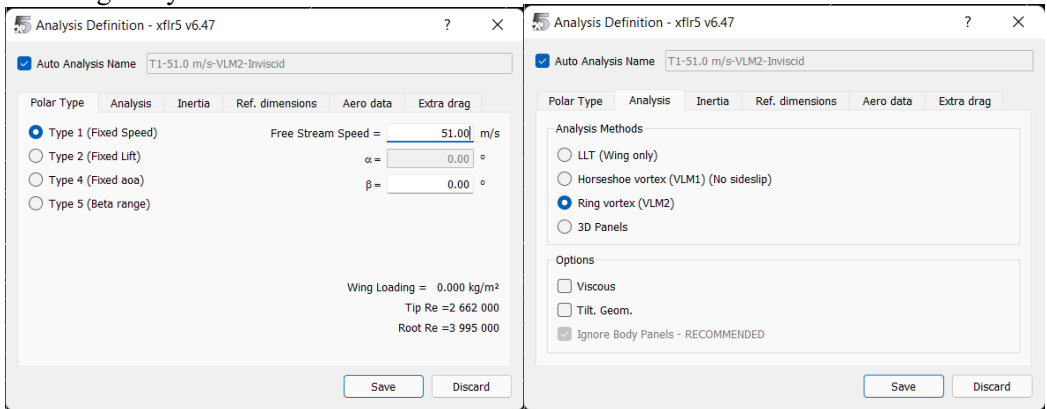 Analysis Definition - xflr5 v6.47 ? ×
Auto Analysis Name T1-51.0 m/s-VLM2-Inviscid
Polar Type Analysis Inertia Ref. dimensions Aero data Extra drag
Type 1 (Fixed Speed) Free Stream Speed = 51.00 m/s
Type 2 (Fixed Lift) α = 0.00 °
Type 4 (Fixed aoa) β = 0.00 °
Type 5 (Beta range)
Wing Loading = 0.000 kg/m²
Tip Re =2 662 000
Root Re =3 995 000
Save Discard
Analysis Definition - xflr5 v6.47 ? ×
Auto Analysis Name T1-51.0 m/s-VLM2-Inviscid
Polar Type Analysis Inertia Ref. dimensions Aero data Extra drag
Analysis Methods
LLT (Wing only)
Horseshoe vortex (VLM1) (No sideslip)
Ring vortex (VLM2)
3D Panels
Options
Viscous
Tilt. Geom.
Ignore Body Panels - RECOMMENDED
Save Discard